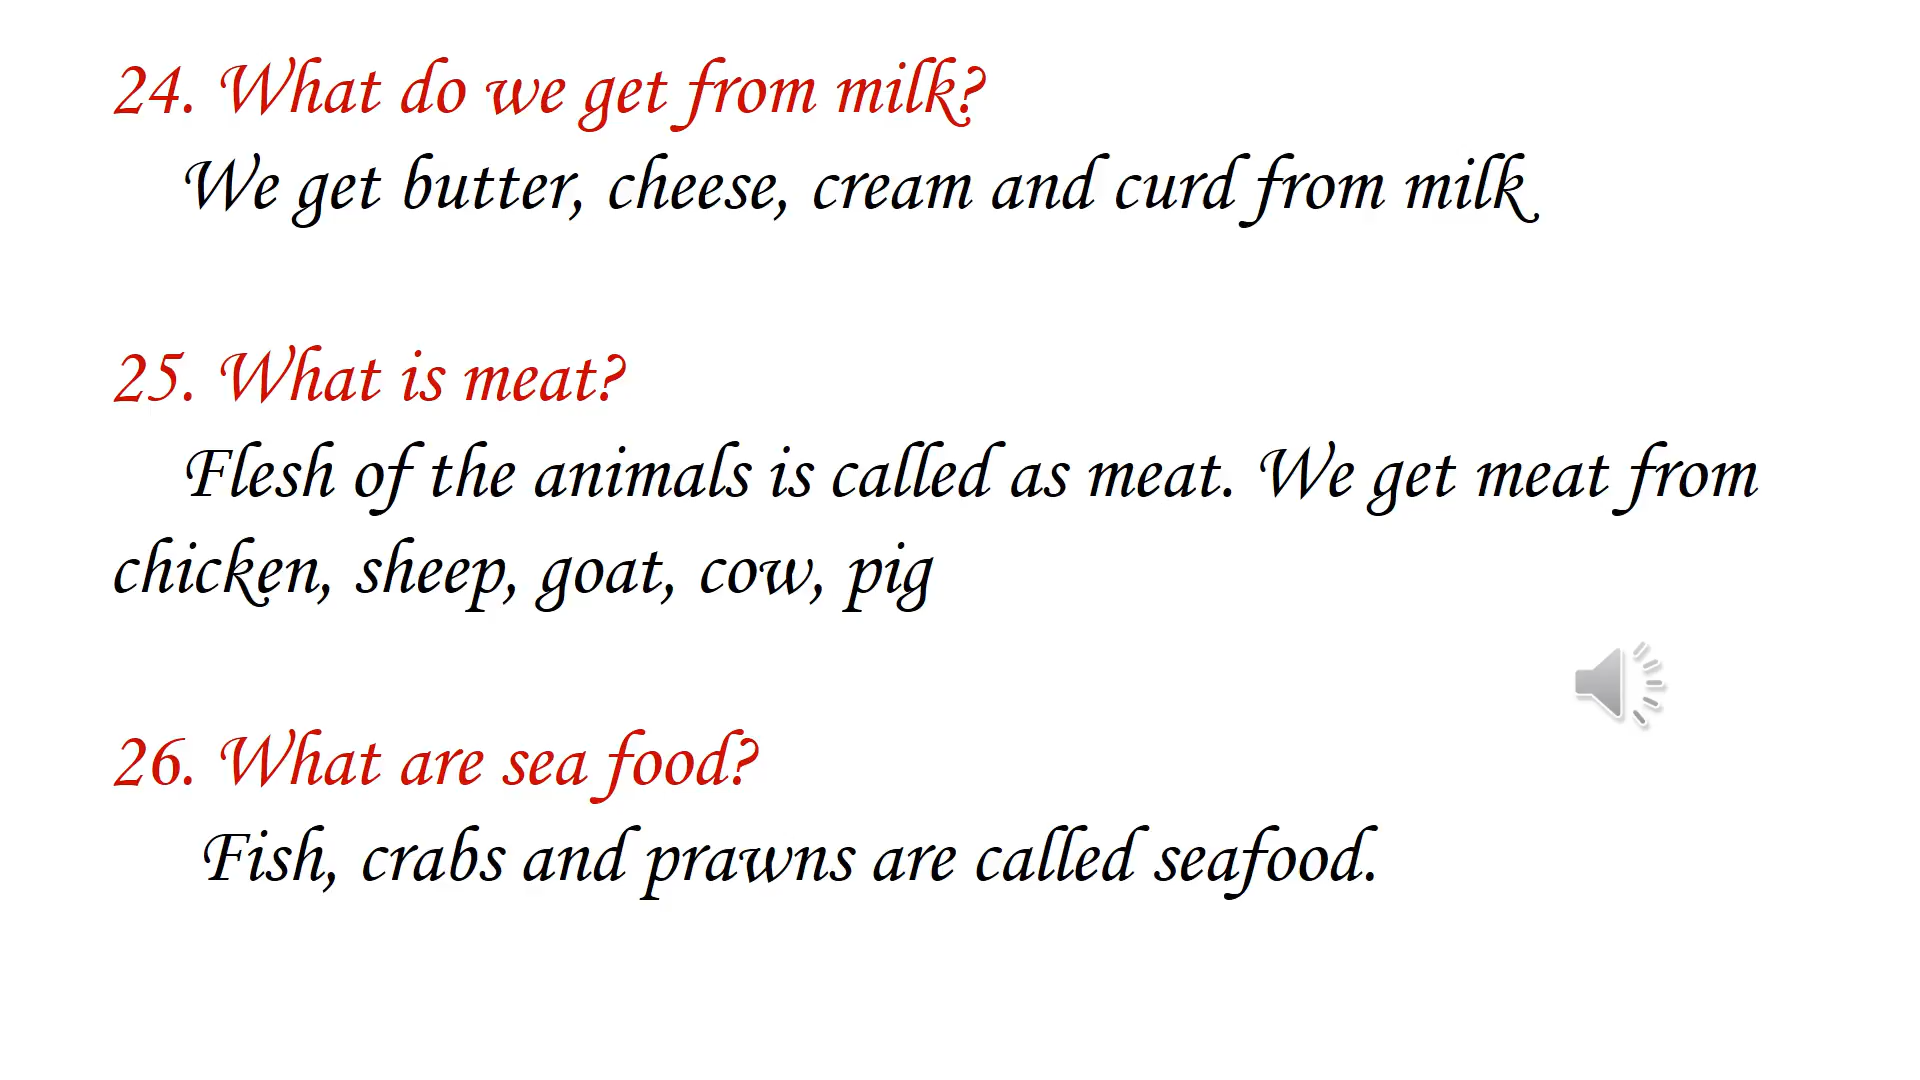 24. What do we get from milk?
We get butter, cheese, cream and curd from milk
25. What is meat?
Flesh of the animals is called as meat. We get meat from
chicken, sheep, goat, cow, pig
26. What are sea food?
Fish, crabs and prawns are called seafood.